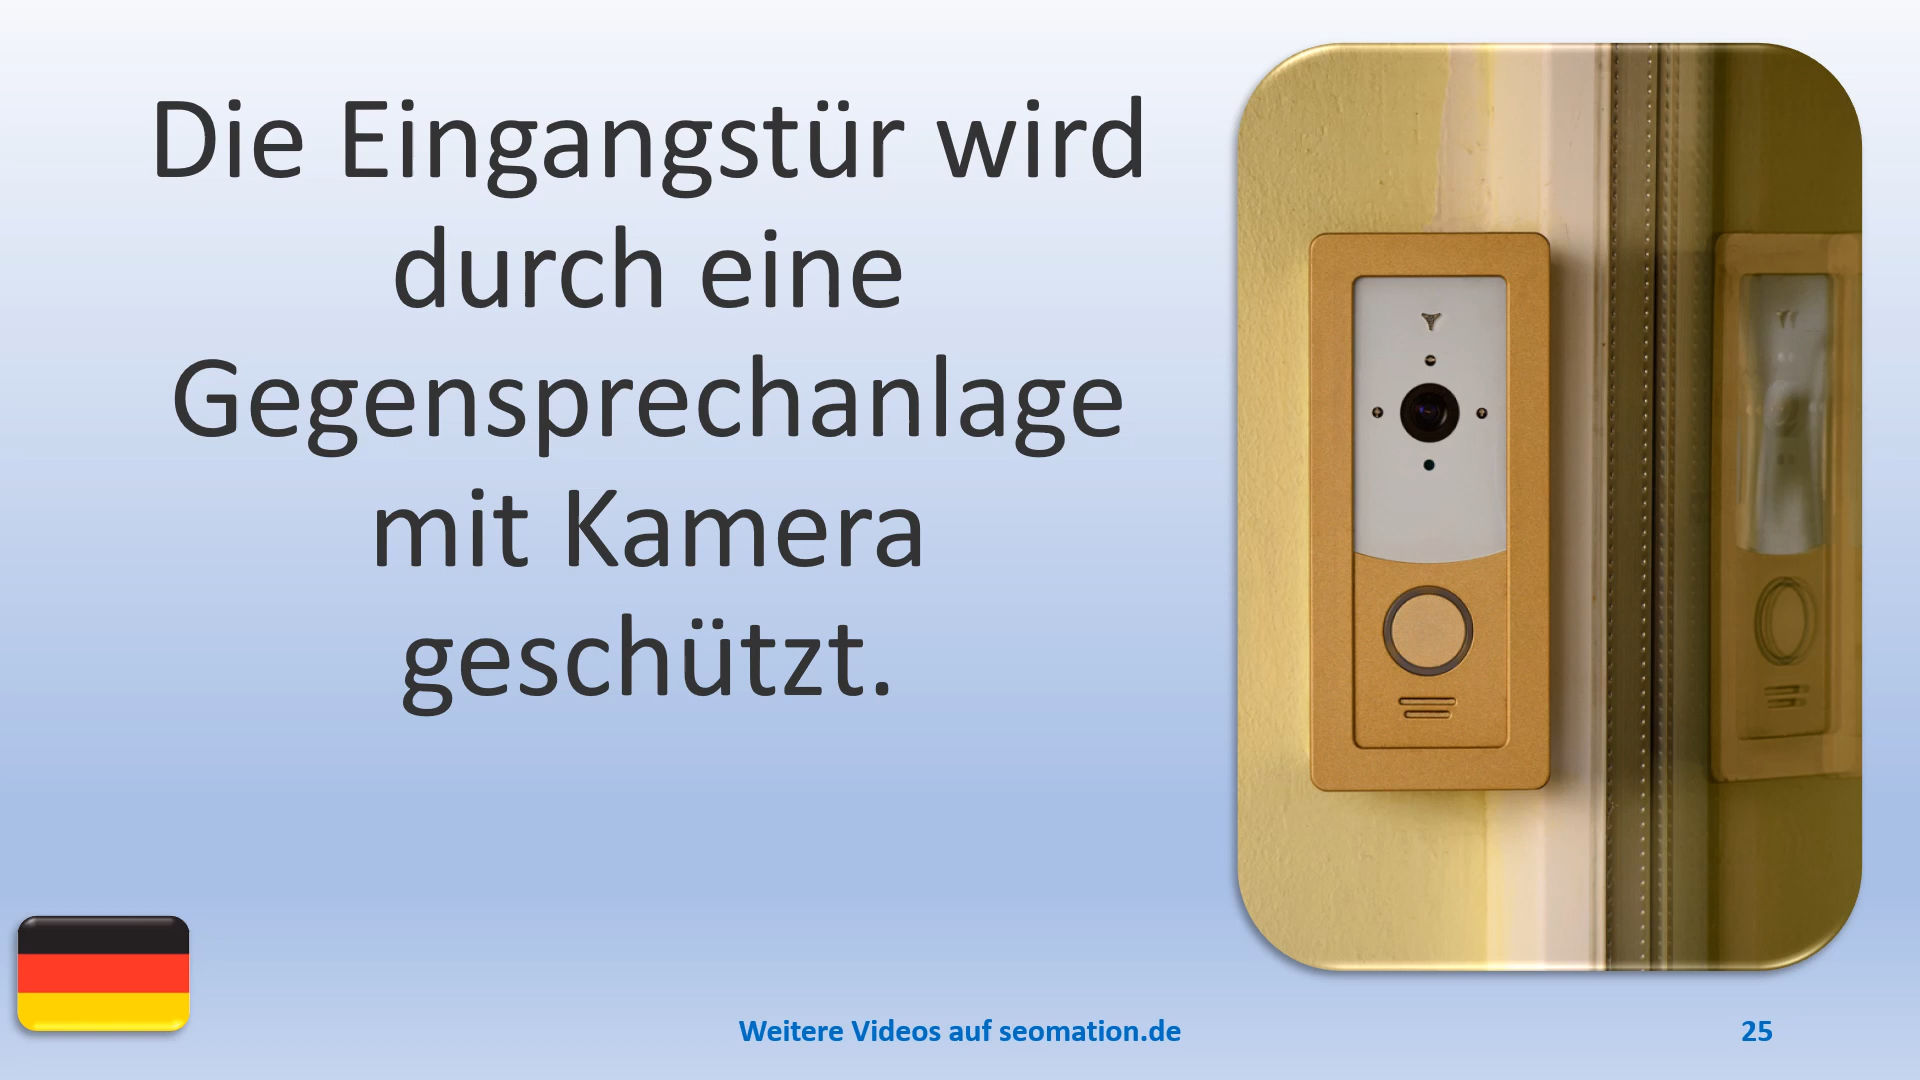 Die Eingangstür wird
durch eine
Gegensprechanlage
mit Kamera
geschützt.
Weitere Videos auf seomation.de
25